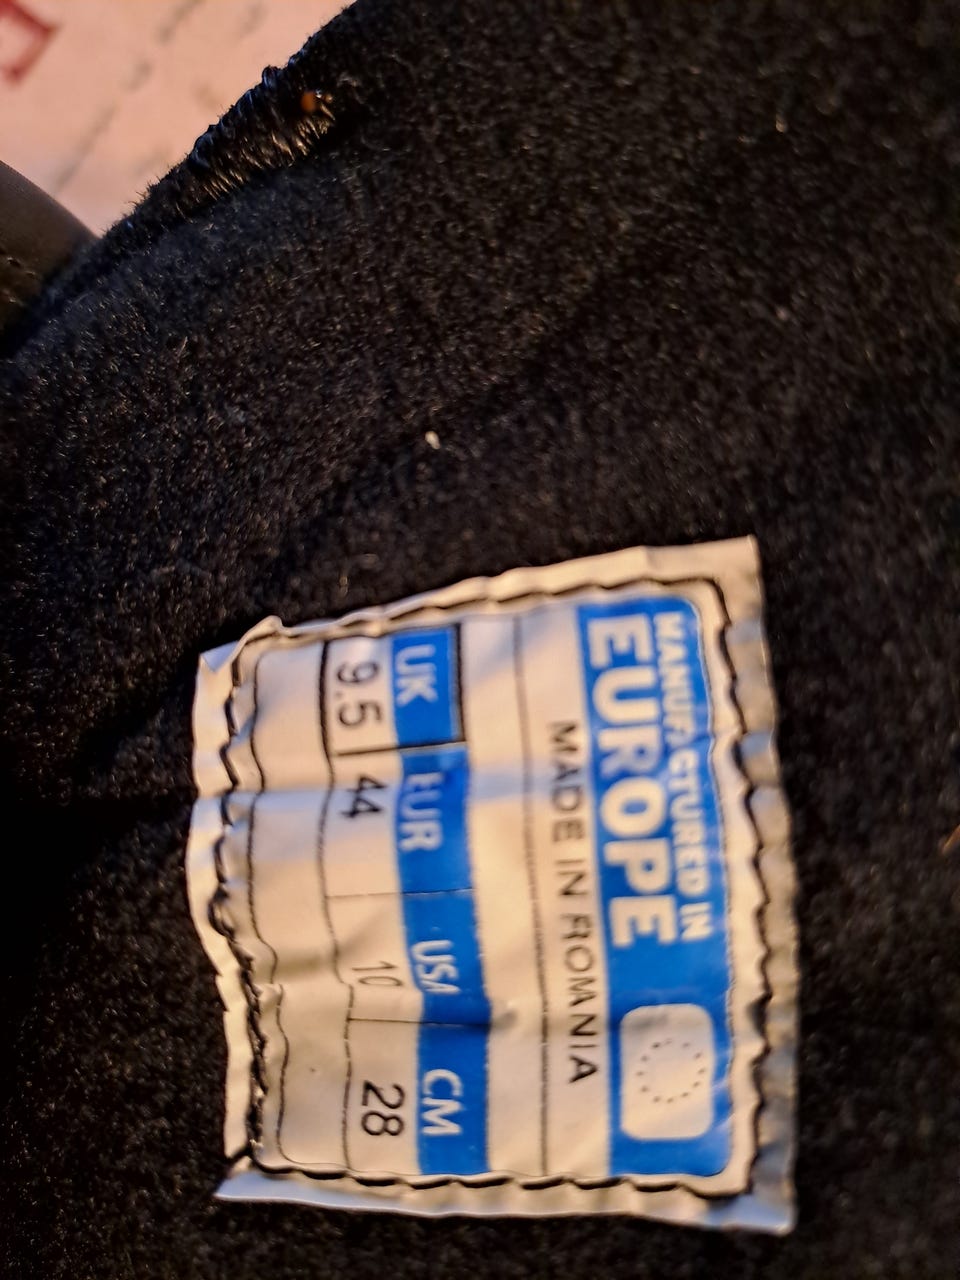 MANUFACTURED IN
EUROPE
MADE IN ROMANIA
UK EUR USA CM
9.5 44 10 28